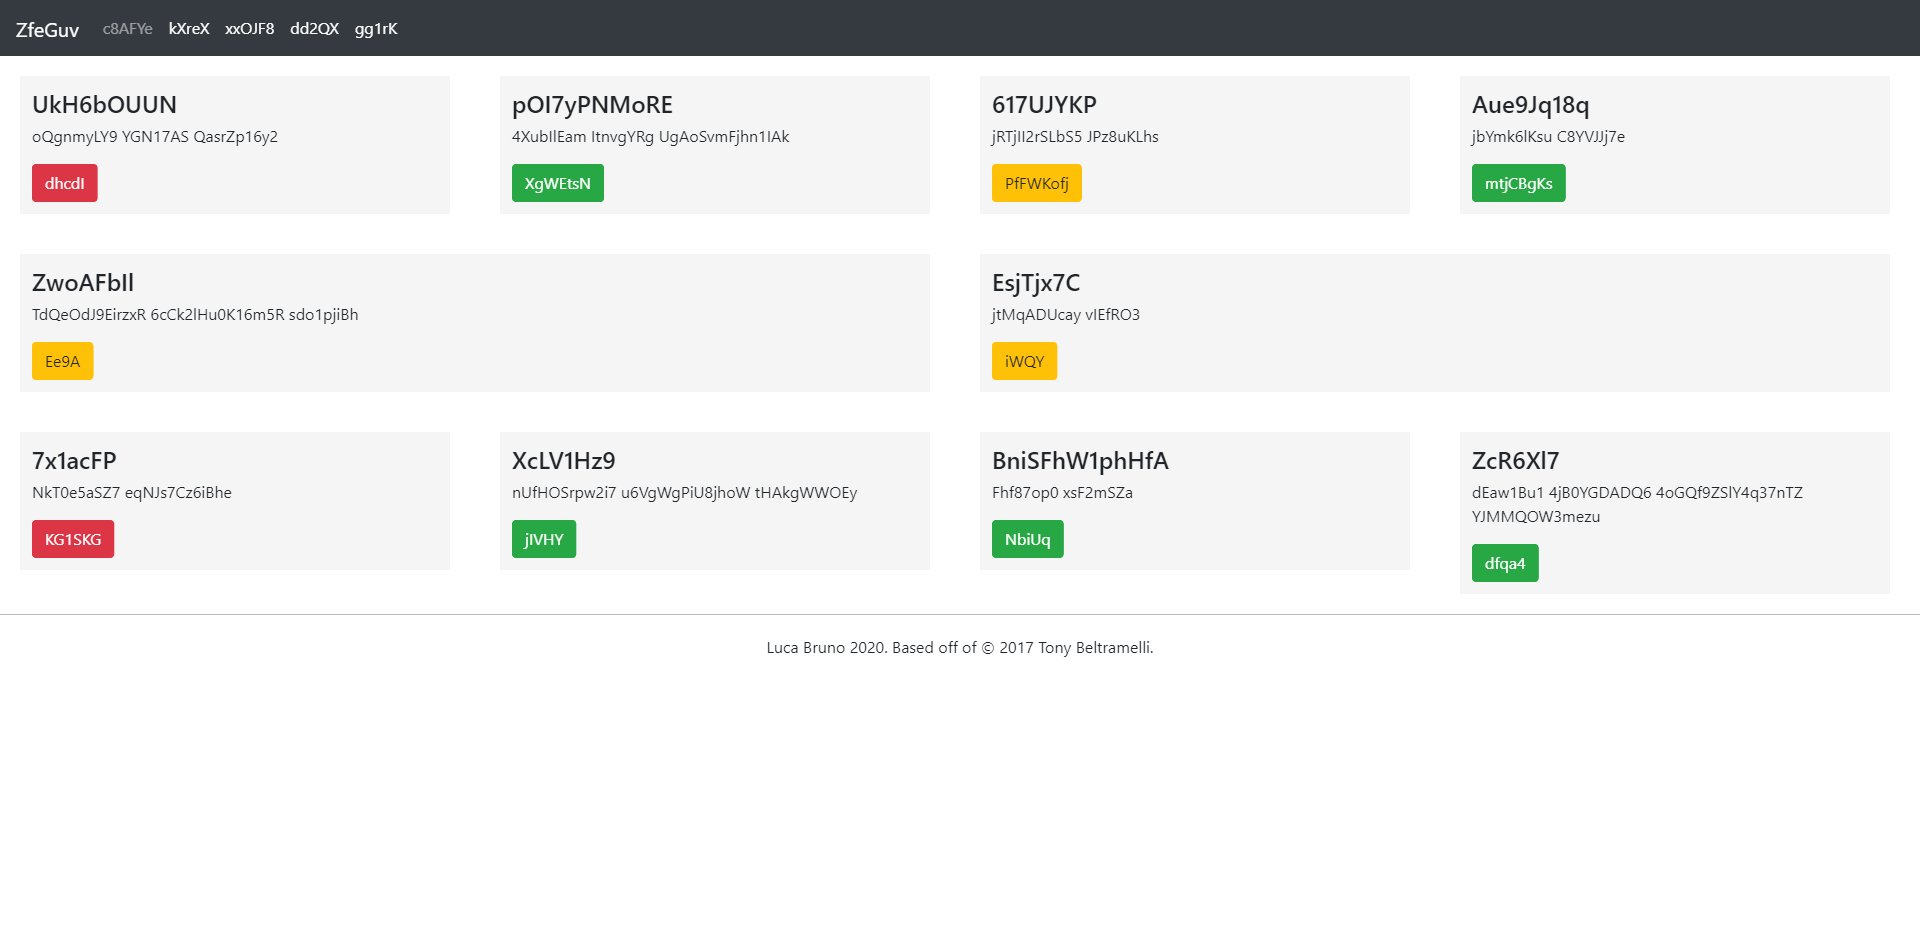 ZfeGuv c8AFYe kXreX xxOJF8 dd2QX gg1rK
UkH6bOUUN
oQgnmyLY9 YGN17AS QasrZp16y2
dhcdI
pOI7yPNMoRE
4XubIlEam ItnvgYRg UgAoSvmFjhn1IAk
XgWEtsN
617UJYKP
jRTjII2rSLbS5 JPz8uKLhs
PfFWKofj
Aue9Jq18q
jbYmk6lKsu C8YVJJj7e
mtjCBgKs
ZwoAFbIl
TdQeOdJ9EirzxR 6cCk2lHu0K16m5R sdo1pjiBh
Ee9A
EsjTjx7C
jtMqADUcay vIEfRO3
iWQY
7x1acFP
NkT0e5aSZ7 eqNJs7Cz6iBhe
KG1SKG
XcLV1Hz9
nUfHOSrpw2i7 u6VgWgPiU8jhoW tHAkgWWOEy
jIVHY
BniSFhW1phHfA
Fhf87op0 xsF2mSZa
NbiUq
ZcR6Xl7
dEaw1Bu1 4jB0YGDADQ6 4oGQf9ZSlY4q37nTZ
YJMMQOW3mezu
dfqa4
Luca Bruno 2020. Based off of © 2017 Tony Beltramelli.